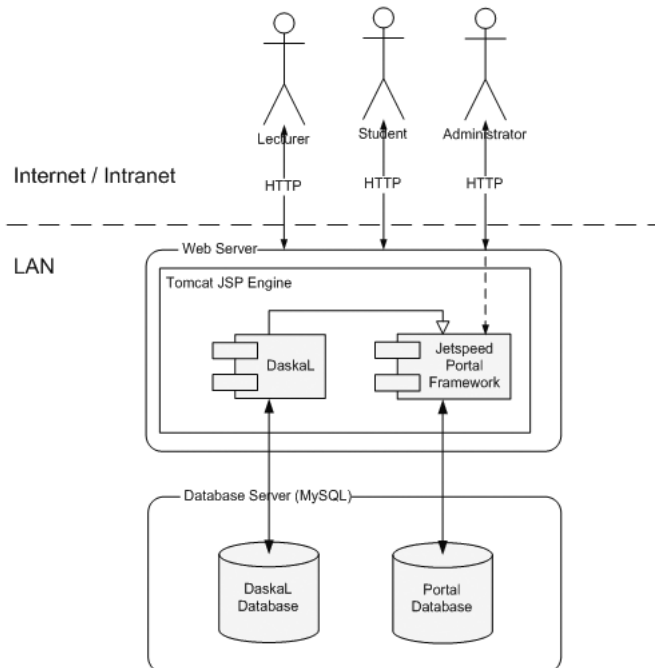 Lecturer
Student
Administrator
Internet / Intranet
HTTP
HTTP
HTTP
Web Server
LAN
Tomcat JSP Engine
DaskaL
Jetspeed
Portal
Framework
Database Server (MySQL)
DaskaL
Database
Portal
Database